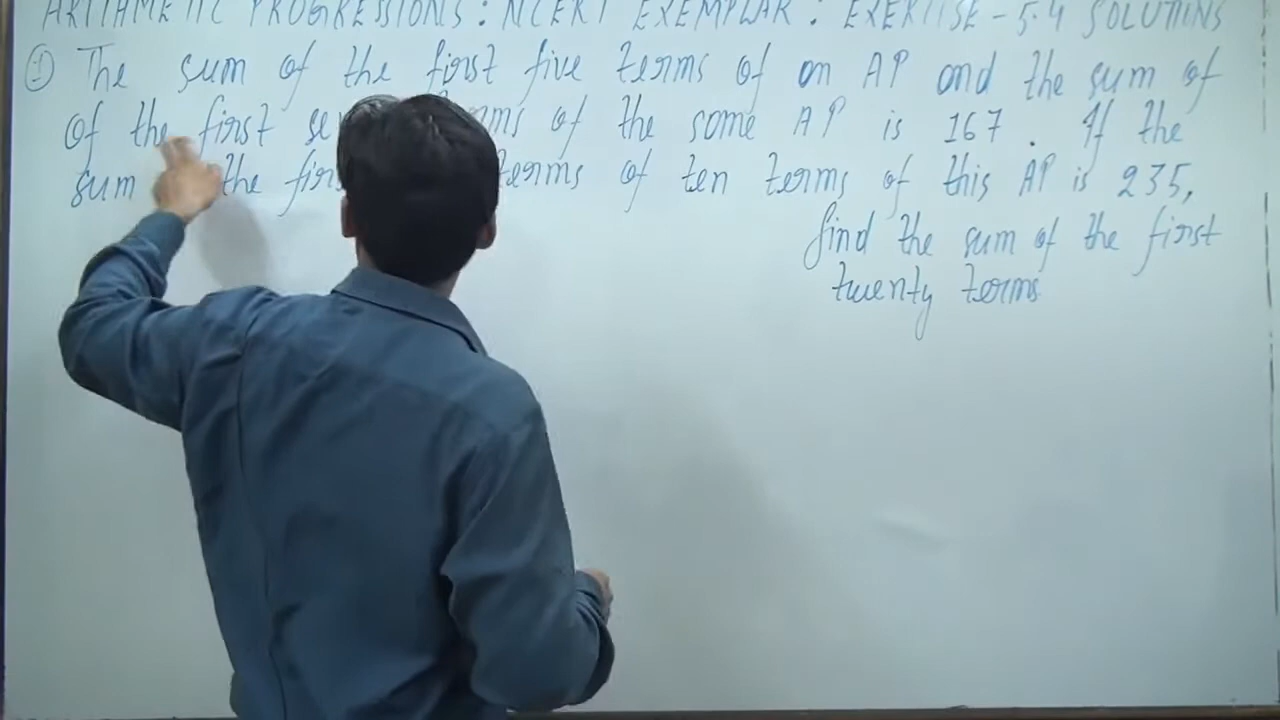 ARITHMETIC PROGRESSIONS : NCERT EXEMPLAR : EXERCISE - 5.4 SOLUTIONS
① The sum of the first five terms of an AP and the sum of
of the first of the same AP is 167 . If the
sum the terms of ten terms of this AP is 235,
find the sum of the first
twenty terms